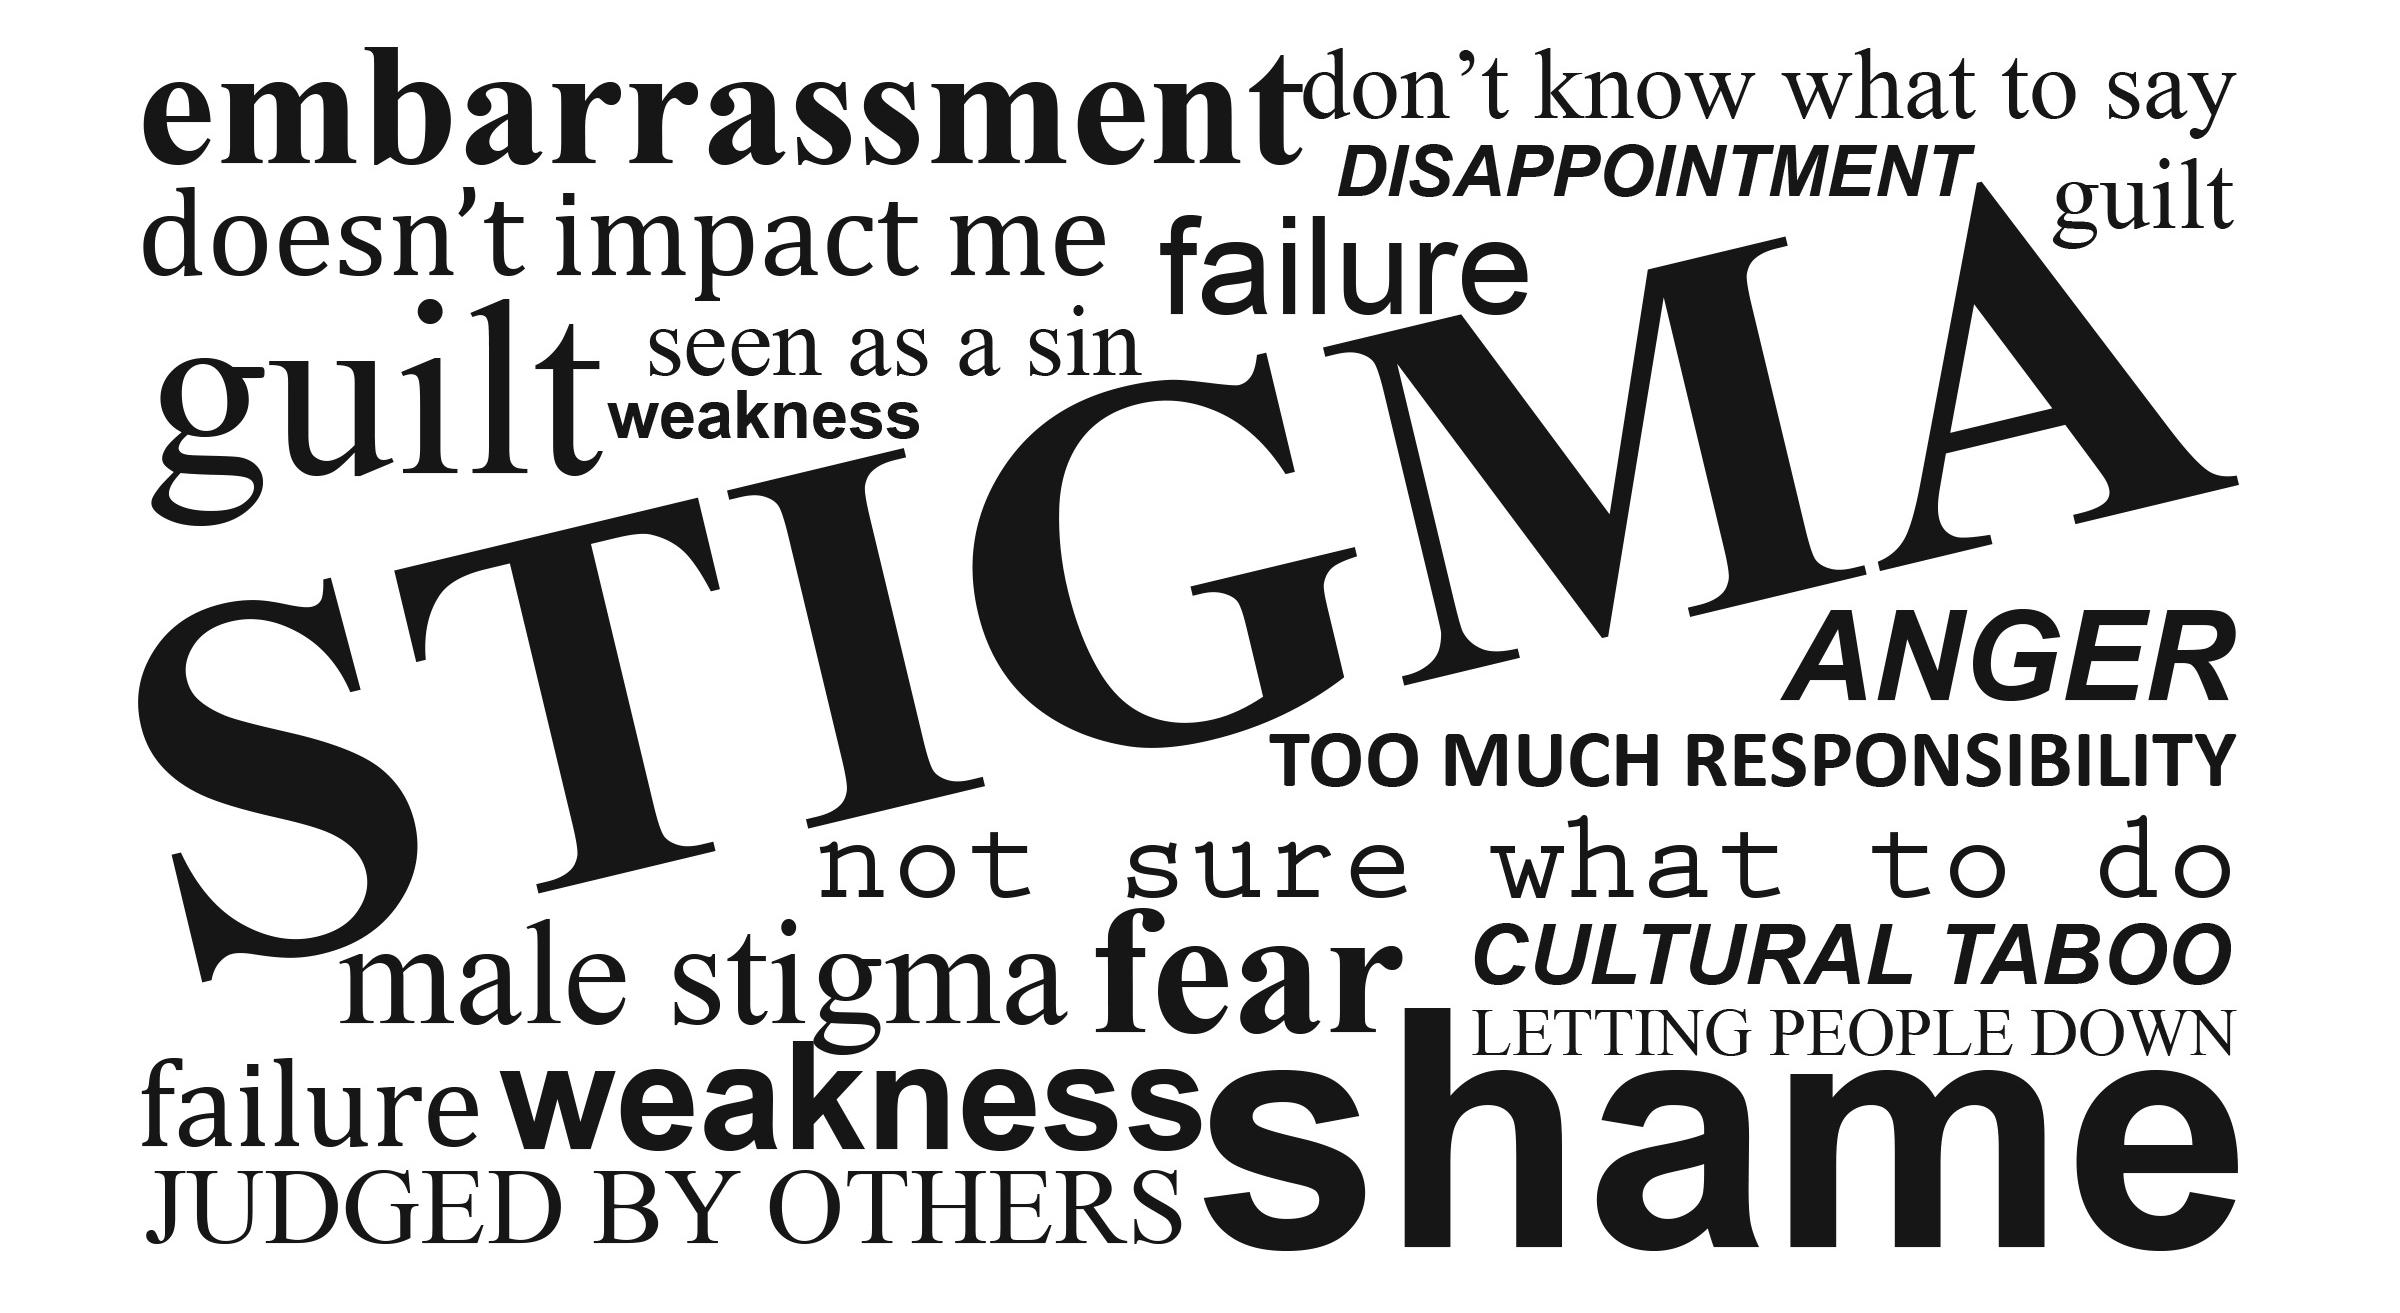 embarrassment
don’t know what to say
DISAPPOINTMENT
guilt
doesn’t impact me
failure
guilt
seen as a sin
weakness
STIGMA
ANGER
TOO MUCH RESPONSIBILITY
not sure what to do
male stigma
fear
CULTURAL TABOO
LETTING PEOPLE DOWN
failure
weakness
shame
JUDGED BY OTHERS